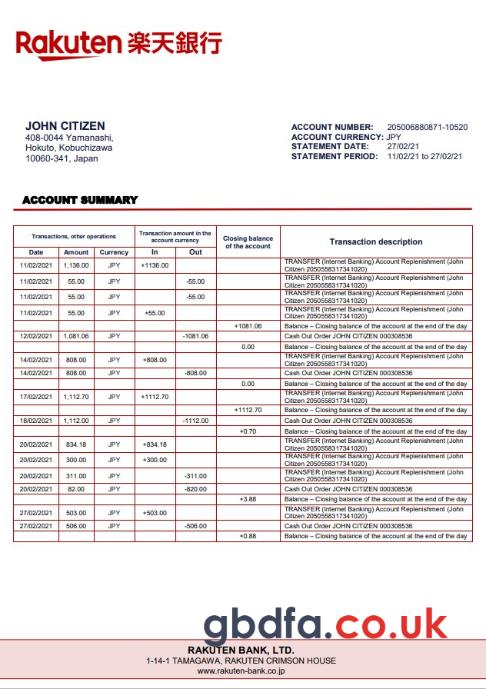 Rakuten 楽天銀行
JOHN CITIZEN
408-0044 Yamanashi,
Hokuto, Kobuchizawa
10060-341, Japan
ACCOUNT NUMBER: 205006880871-10520
ACCOUNT CURRENCY: JPY
STATEMENT DATE: 27/02/21
STATEMENT PERIOD: 11/02/21 to 27/02/21
ACCOUNT SUMMARY
Transactions, other operations
Transaction amount in the account currency
Closing balance of the account
Transaction description
Date Amount Currency In Out
11/02/2021 1,136.00 JPY +1136.00 TRANSFER (Internet Banking) Account Replenishment (John
Citizen 2050558317341020)
11/02/2021 55.00 JPY -55.00 TRANSFER (Internet Banking) Account Replenishment (John
Citizen 2050558317341020)
11/02/2021 55.00 JPY -55.00 TRANSFER (Internet Banking) Account Replenishment (John
Citizen 2050558317341020)
11/02/2021 55.00 JPY +55.00 TRANSFER (Internet Banking) Account Replenishment (John
Citizen 2050558317341020)
+1081.06 Balance – Closing balance of the account at the end of the day
12/02/2021 1,081.06 JPY -1081.06 Cash Out Order JOHN CITIZEN 000308536
0.00 Balance – Closing balance of the account at the end of the day
14/02/2021 808.00 JPY +808.00 TRANSFER (Internet Banking) Account Replenishment (John
Citizen 2050558317341020)
14/02/2021 808.00 JPY -808.00 Cash Out Order JOHN CITIZEN 000308536
0.00 Balance – Closing balance of the account at the end of the day
17/02/2021 1,112.70 JPY +1112.70 TRANSFER (Internet Banking) Account Replenishment (John
Citizen 2050558317341020)
+1112.70 Balance – Closing balance of the account at the end of the day
18/02/2021 1,112.00 JPY -1112.00 Cash Out Order JOHN CITIZEN 000308536
+0.70 Balance – Closing balance of the account at the end of the day
20/02/2021 834.18 JPY +834.18 TRANSFER (Internet Banking) Account Replenishment (John
Citizen 2050558317341020)
20/02/2021 300.00 JPY +300.00 TRANSFER (Internet Banking) Account Replenishment (John
Citizen 2050558317341020)
20/02/2021 311.00 JPY -311.00 TRANSFER (Internet Banking) Account Replenishment (John
Citizen 2050558317341020)
20/02/2021 82.00 JPY -820.00 Cash Out Order JOHN CITIZEN 000308536
+3.88 Balance – Closing balance of the account at the end of the day
27/02/2021 503.00 JPY +503.00 TRANSFER (Internet Banking) Account Replenishment (John
Citizen 2050558317341020)
27/02/2021 506.00 JPY -506.00 Cash Out Order JOHN CITIZEN 000308536
+0.88 Balance – Closing balance of the account at the end of the day
gbdfa.co.uk
RAKUTEN BANK, LTD.
1-14-1 TAMAGAWA, RAKUTEN CRIMSON HOUSE
www.rakuten-bank.co.jp